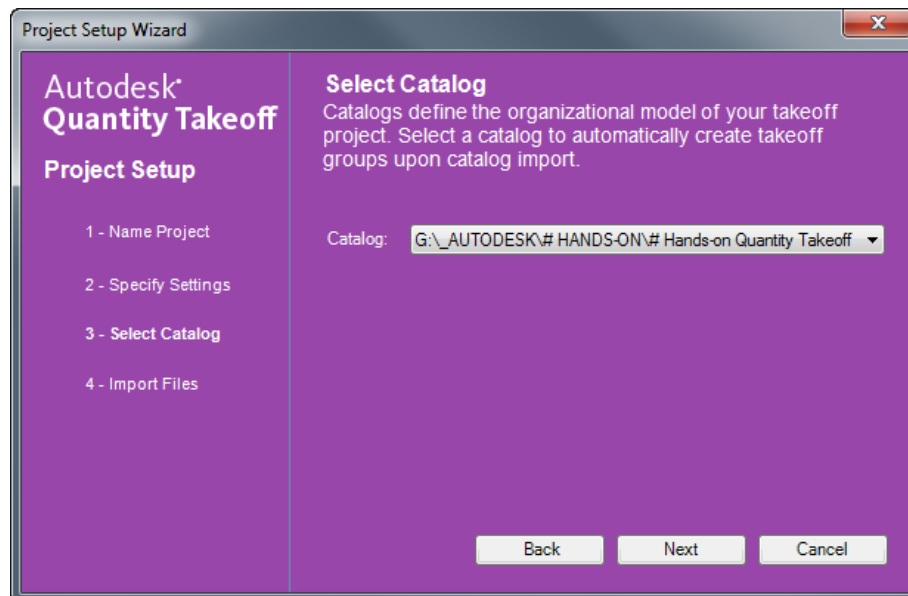 Project Setup Wizard
Autodesk®
Quantity Takeoff
Project Setup
1 - Name Project
2 - Specify Settings
3 - Select Catalog
4 - Import Files
Select Catalog
Catalogs define the organizational model of your takeoff
project. Select a catalog to automatically create takeoff
groups upon catalog import.
Catalog: G:\_AUTODESK\# HANDS-ON\# Hands-on Quantity Takeoff
Back Next Cancel